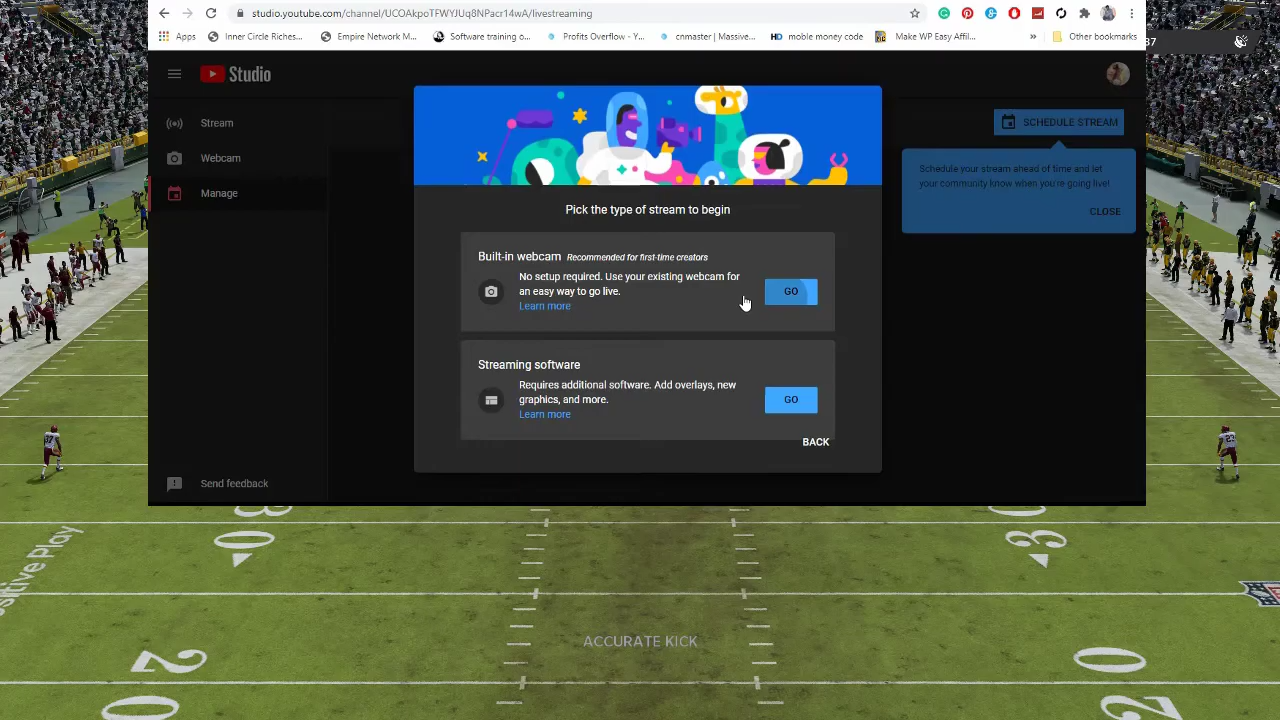 studio.youtube.com/channel/UCOAkpoTFWYJUq8NPacr14wA/livestreaming
Apps
Inner Circle Riches...
Empire Network M...
Software training o...
Profits Overflow - Y...
cnmaster | Massive...
HD moble money code
Make WP Easy Affil...
»
Other bookmarks
37
Studio
Stream
SCHEDULE STREAM
Webcam
Schedule your stream ahead of time and let
your community know when you're going live!
Manage
CLOSE
Pick the type of stream to begin
Built-in webcam Recommended for first-time creators
No setup required. Use your existing webcam for
an easy way to go live.
GO
Learn more
Streaming software
Requires additional software. Add overlays, new
graphics, and more.
GO
Learn more
BACK
Send feedback
ACCURATE KICK